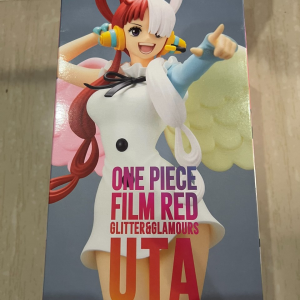 ONE PIECE
FILM RED
GLITTER&GLAMOURS
UTA